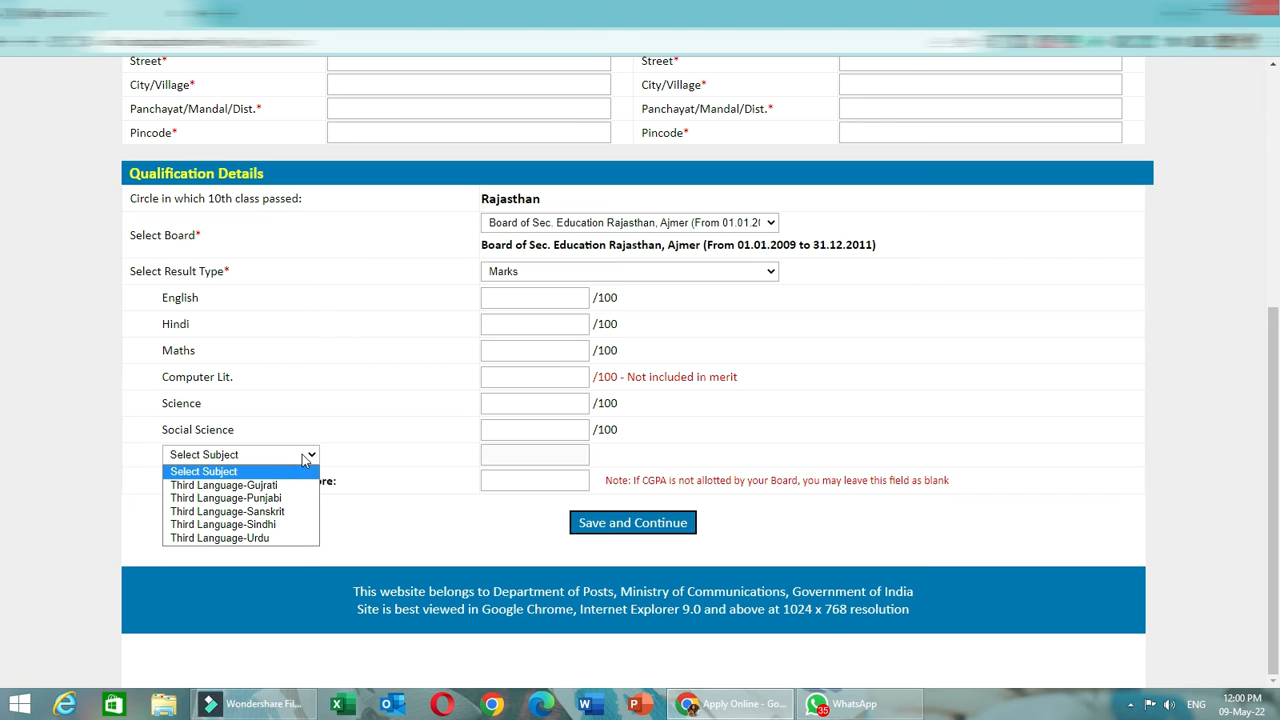 Street* Street*
City/Village* City/Village*
Panchayat/Mandal/Dist.* Panchayat/Mandal/Dist.*
Pincode* Pincode*
Qualification Details
Circle in which 10th class passed: Rajasthan
Select Board* Board of Sec. Education Rajasthan, Ajmer (From 01.01.20
Board of Sec. Education Rajasthan, Ajmer (From 01.01.2009 to 31.12.2011)
Select Result Type* Marks
English /100
Hindi /100
Maths /100
Computer Lit. /100 - Not included in merit
Science /100
Social Science /100
Select Subject
Select Subject
Third Language-Gujrati
Third Language-Punjabi
Third Language-Sanskrit
Third Language-Sindhi
Third Language-Urdu
ore: Note: If CGPA is not allotted by your Board, you may leave this field as blank
Save and Continue
This website belongs to Department of Posts, Ministry of Communications, Government of India
Site is best viewed in Google Chrome, Internet Explorer 9.0 and above at 1024 x 768 resolution
Wondershare Fil... Apply Online - Go... 35 WhatsApp ENG 12:00 PM
09-May-22